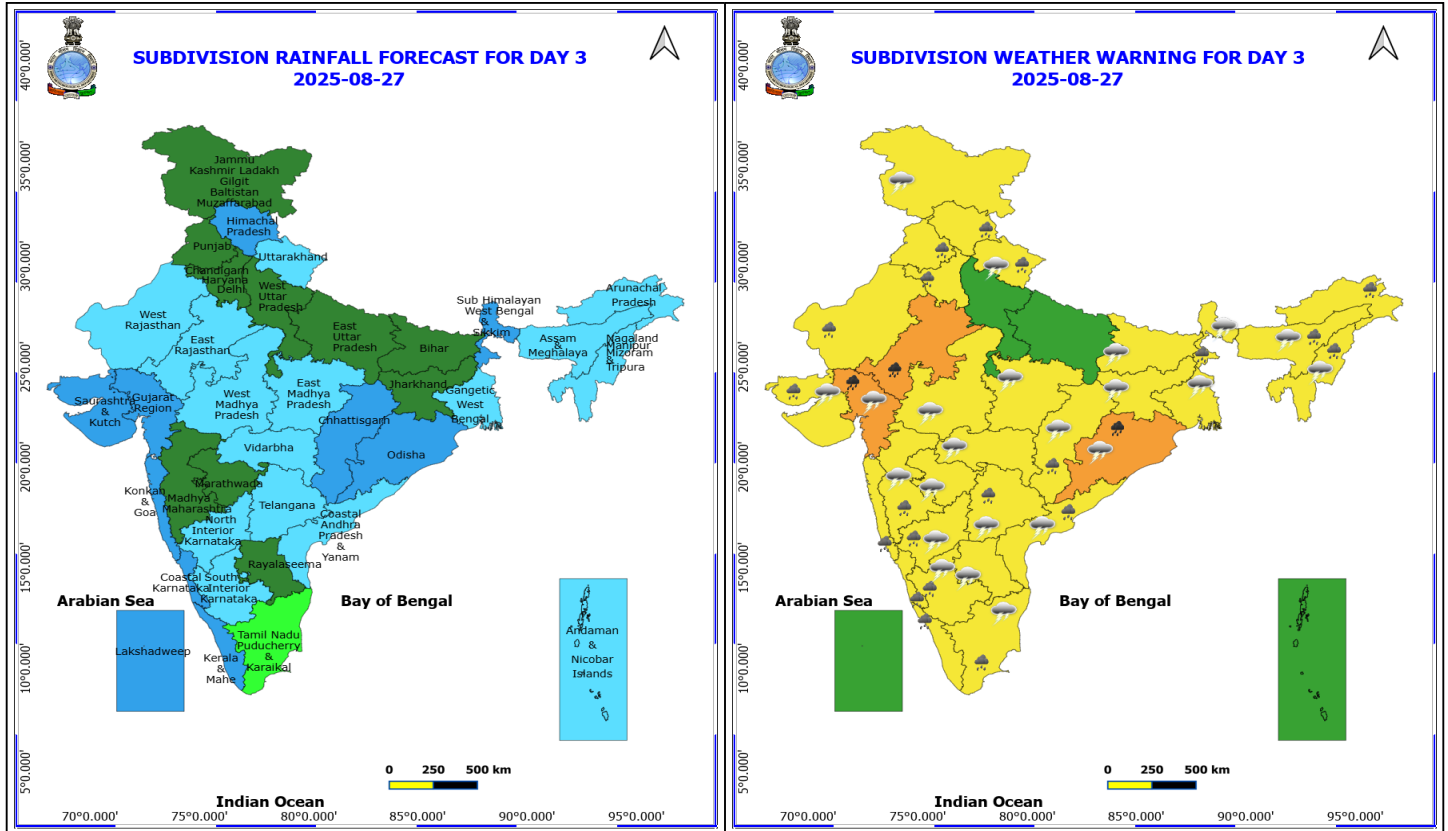 SUBDIVISION RAINFALL FORECAST FOR DAY 3
2025-08-27
40°0.000'
35°0.000'
30°0.000'
25°0.000'
20°0.000'
15°0.000'
10°0.000'
5°0.000'
Jammu
Kashmir Ladakh
Gilgit
Baltistan
Muzaffarabad
Himachal
Pradesh
Punjab
Uttarakhand
Chandigarh
Haryana
Delhi
West
Uttar
Pradesh
Arunachal
Pradesh
Sub Himalayan
West Bengal
&
Sikkim
West
Rajasthan
East
Rajasthan
East
Uttar
Pradesh
Bihar
Assam
&
Meghalaya
Nagaland
Manipur
Mizoram
&
Tripura
Saurashtra
&
Kutch
Gujarat
Region
West
Madhya
Pradesh
East
Madhya
Pradesh
Jharkhand
Gangetic
West
Bengal
Chhattisgarh
Vidarbha
Odisha
Konkan
&
Goa
Madhya
Maharashtra
Marathwada
Telangana
North
Interior
Karnataka
Coastal
Andhra
Pradesh
&
Yanam
Rayalaseema
Coastal
Karnataka
South
Interior
Karnataka
Arabian Sea
Bay of Bengal
Tamil Nadu
Puducherry
&
Karaikal
Lakshadweep
Kerala
&
Mahe
Andaman
&
Nicobar
Islands
0 250 500 km
Indian Ocean
70°0.000' 75°0.000' 80°0.000' 85°0.000' 90°0.000' 95°0.000'
SUBDIVISION WEATHER WARNING FOR DAY 3
2025-08-27
40°0.000'
35°0.000'
30°0.000'
25°0.000'
20°0.000'
15°0.000'
10°0.000'
5°0.000'
Arabian Sea
Bay of Bengal
0 250 500 km
Indian Ocean
70°0.000' 75°0.000' 80°0.000' 85°0.000' 90°0.000' 95°0.000'